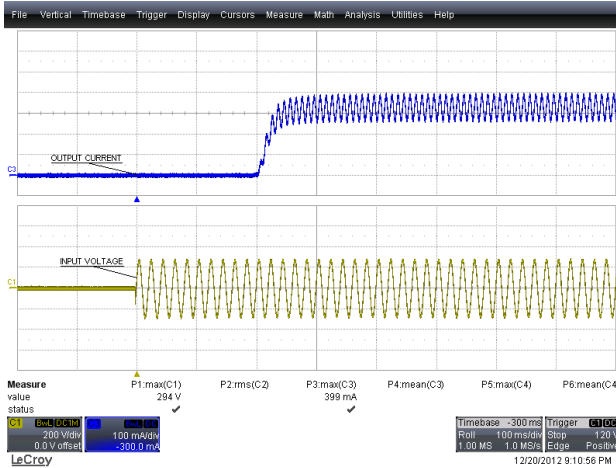 File Vertical Timebase Trigger Display Cursors Measure Math Analysis Utilities Help
OUTPUT CURRENT
C3
INPUT VOLTAGE
C1
Measure P1:max(C1) P2:rms(C2) P3:max(C3) P4:mean(C3) P5:max(C4) P6:mean(C4
value 294 V 399 mA
status
C1 BwL DC1M
200 V/div
0.0 V offset
100 mA/div
-300.0 mA
Timebase -300 ms
Roll 100 ms/div
1.00 MS 1.0 MS/s
Trigger C1 DC
Stop 120 V
Edge Positive
LeCroy
12/20/2012 9:10:56 PM